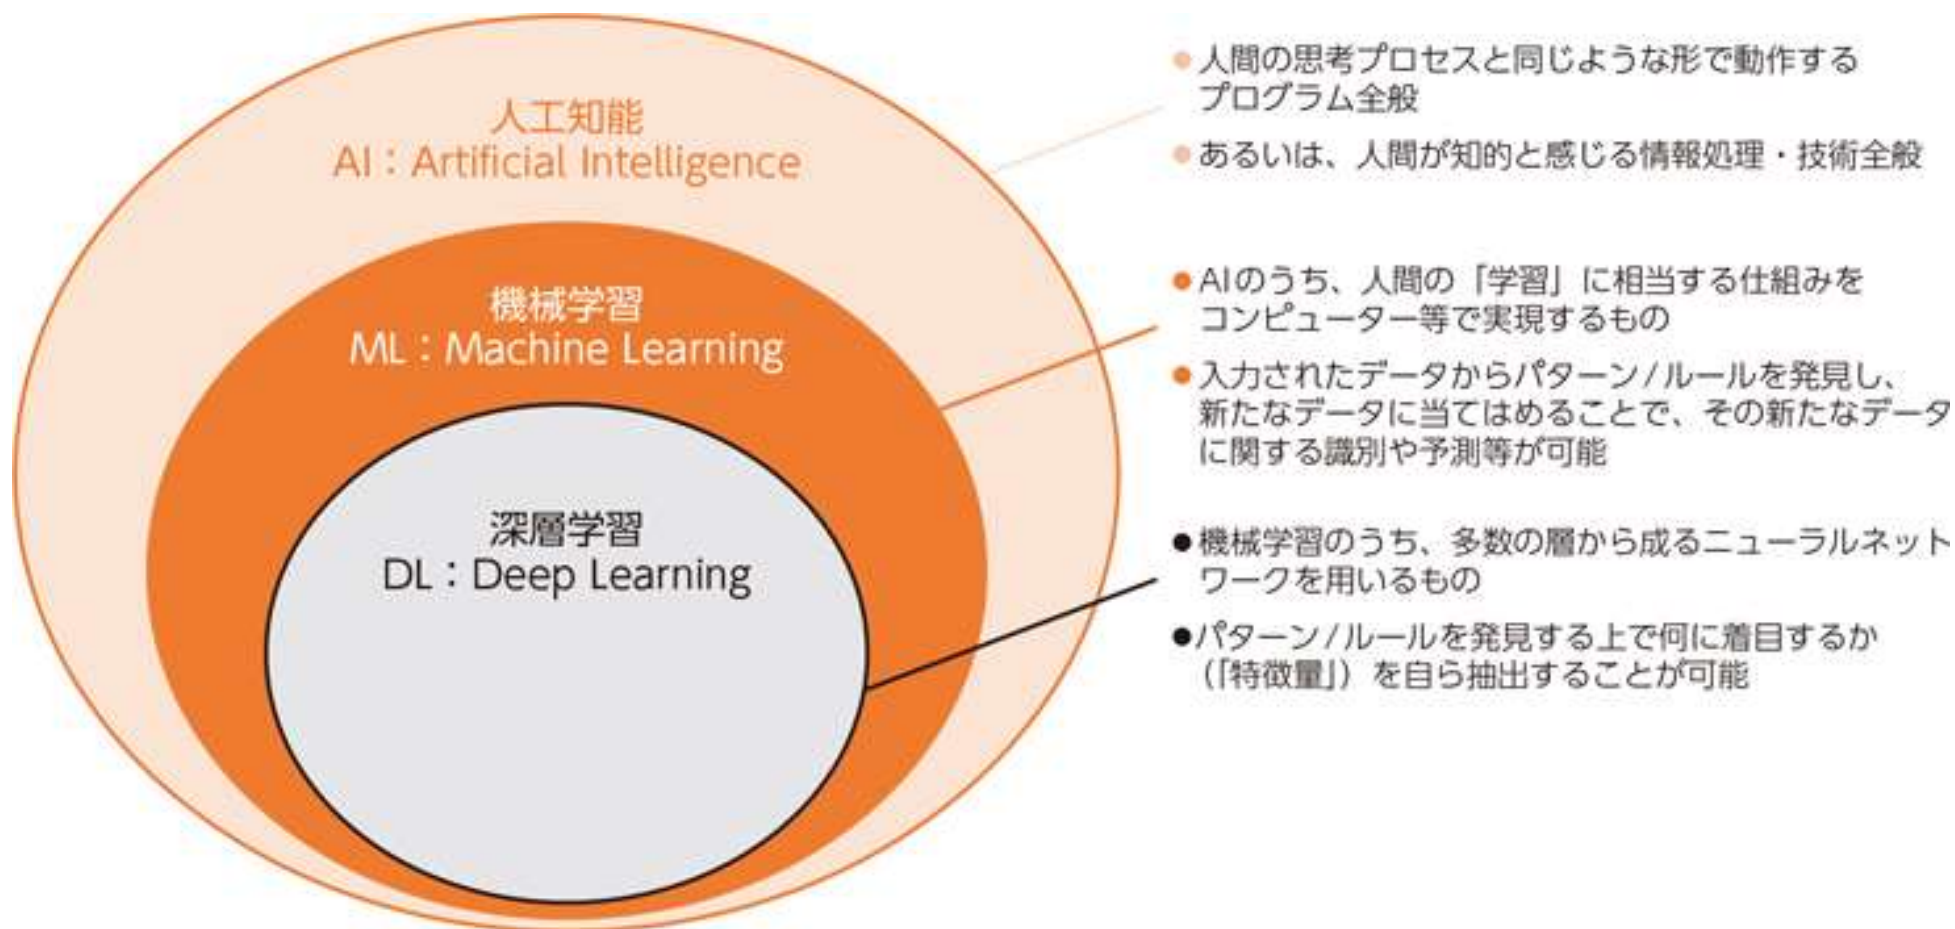 人工知能
AI：Artificial Intelligence
機械学習
ML：Machine Learning
深層学習
DL：Deep Learning
●人間の思考プロセスと同じような形で動作する
プログラム全般
●あるいは、人間が知的と感じる情報処理・技術全般
●AIのうち、人間の「学習」に相当する仕組みを
コンピューター等で実現するもの
●入力されたデータからパターン/ルールを発見し、
新たなデータに当てはめることで、その新たなデータ
に関する識別や予測等が可能
●機械学習のうち、多数の層から成るニューラルネット
ワークを用いるもの
●パターン/ルールを発見する上で何に着目するか
（「特徴量」）を自ら抽出することが可能